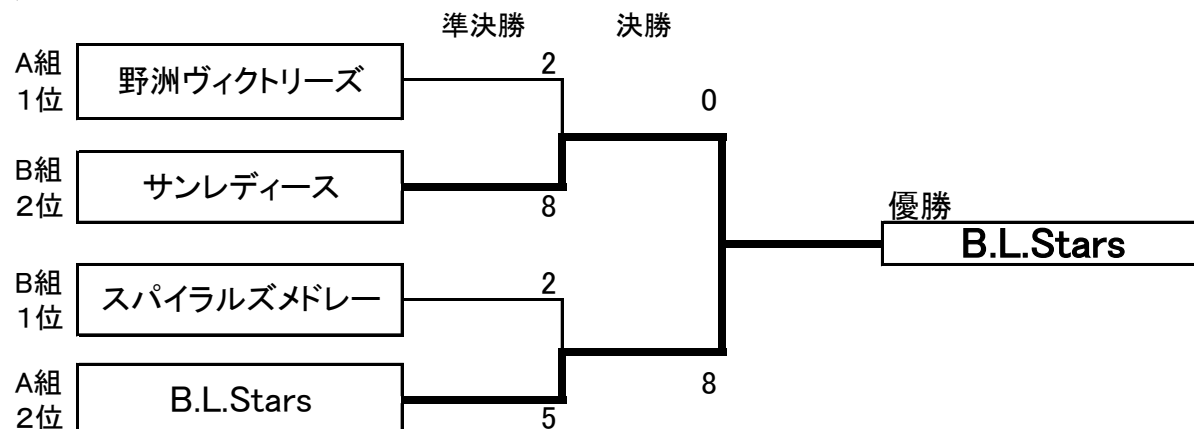 準決勝 決勝
A組
1位
野洲ヴィクトリーズ
2
0
B組
2位
サンレディース
8
優勝
B.L.Stars
B組
1位
スパイラルズメドレー
2
A組
2位
B.L.Stars
5
8